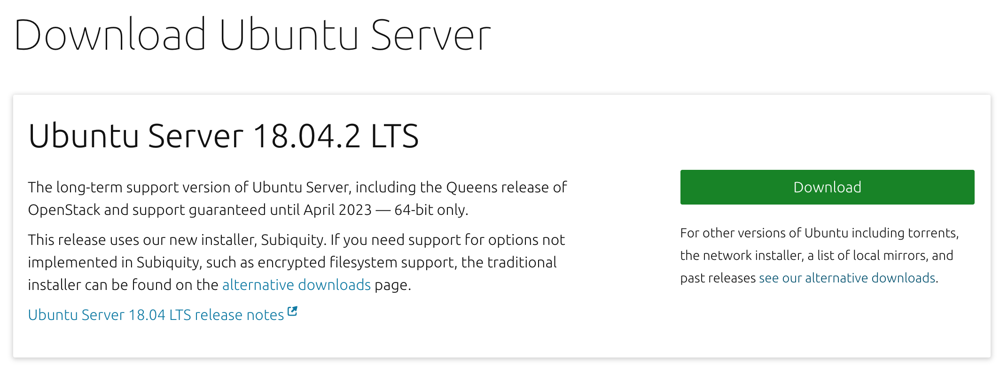 Download Ubuntu Server
Ubuntu Server 18.04.2 LTS
The long-term support version of Ubuntu Server, including the Queens release of
OpenStack and support guaranteed until April 2023 — 64-bit only.
This release uses our new installer, Subiquity. If you need support for options not
implemented in Subiquity, such as encrypted filesystem support, the traditional
installer can be found on the alternative downloads page.
Ubuntu Server 18.04 LTS release notes
Download
For other versions of Ubuntu including torrents,
the network installer, a list of local mirrors, and
past releases see our alternative downloads.